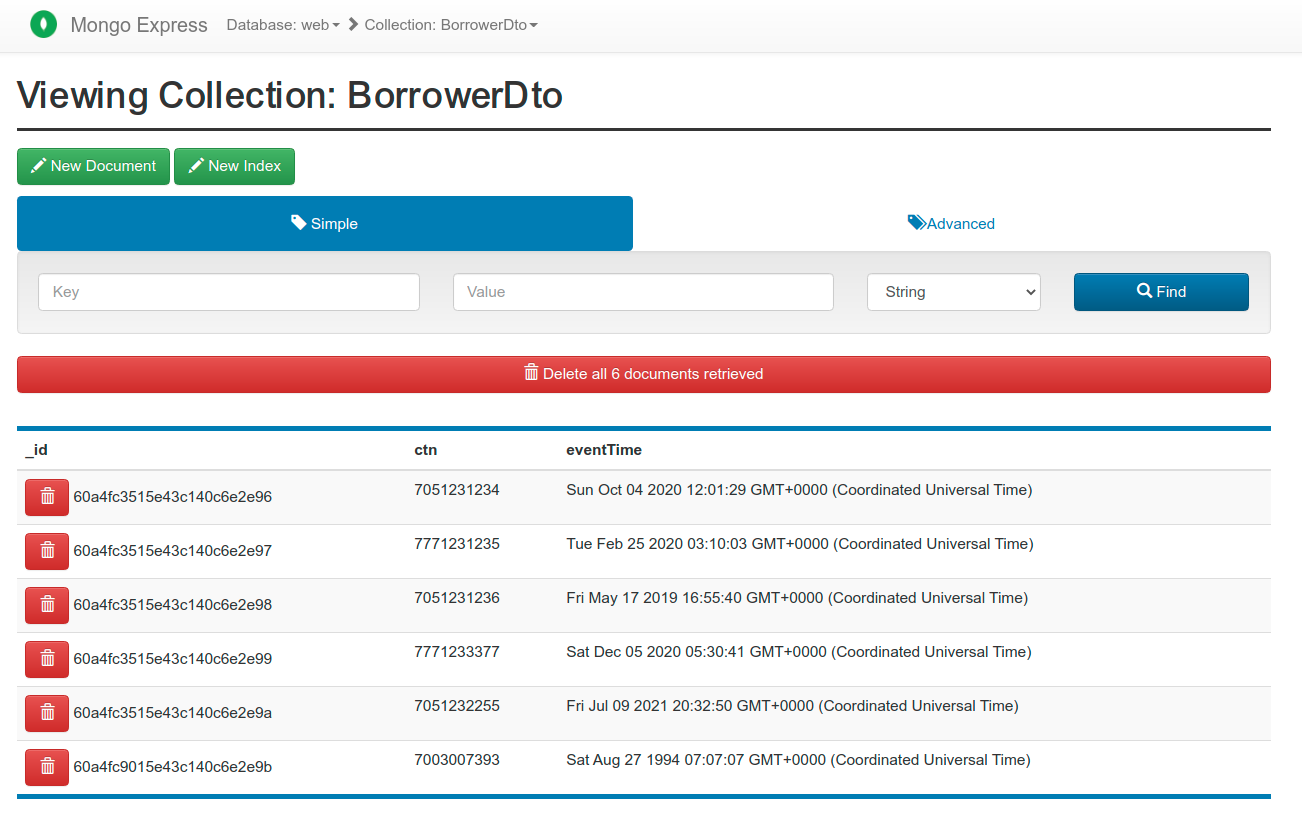 Mongo Express Database: web Collection: BorrowerDto
Viewing Collection: BorrowerDto
New Document New Index
Simple Advanced
Key Value String Find
Delete all 6 documents retrieved
_id ctn eventTime
60a4fc3515e43c140c6e2e96 7051231234 Sun Oct 04 2020 12:01:29 GMT+0000 (Coordinated Universal Time)
60a4fc3515e43c140c6e2e97 7771231235 Tue Feb 25 2020 03:10:03 GMT+0000 (Coordinated Universal Time)
60a4fc3515e43c140c6e2e98 7051231236 Fri May 17 2019 16:55:40 GMT+0000 (Coordinated Universal Time)
60a4fc3515e43c140c6e2e99 7771233377 Sat Dec 05 2020 05:30:41 GMT+0000 (Coordinated Universal Time)
60a4fc3515e43c140c6e2e9a 7051232255 Fri Jul 09 2021 20:32:50 GMT+0000 (Coordinated Universal Time)
60a4fc9015e43c140c6e2e9b 7003007393 Sat Aug 27 1994 07:07:07 GMT+0000 (Coordinated Universal Time)